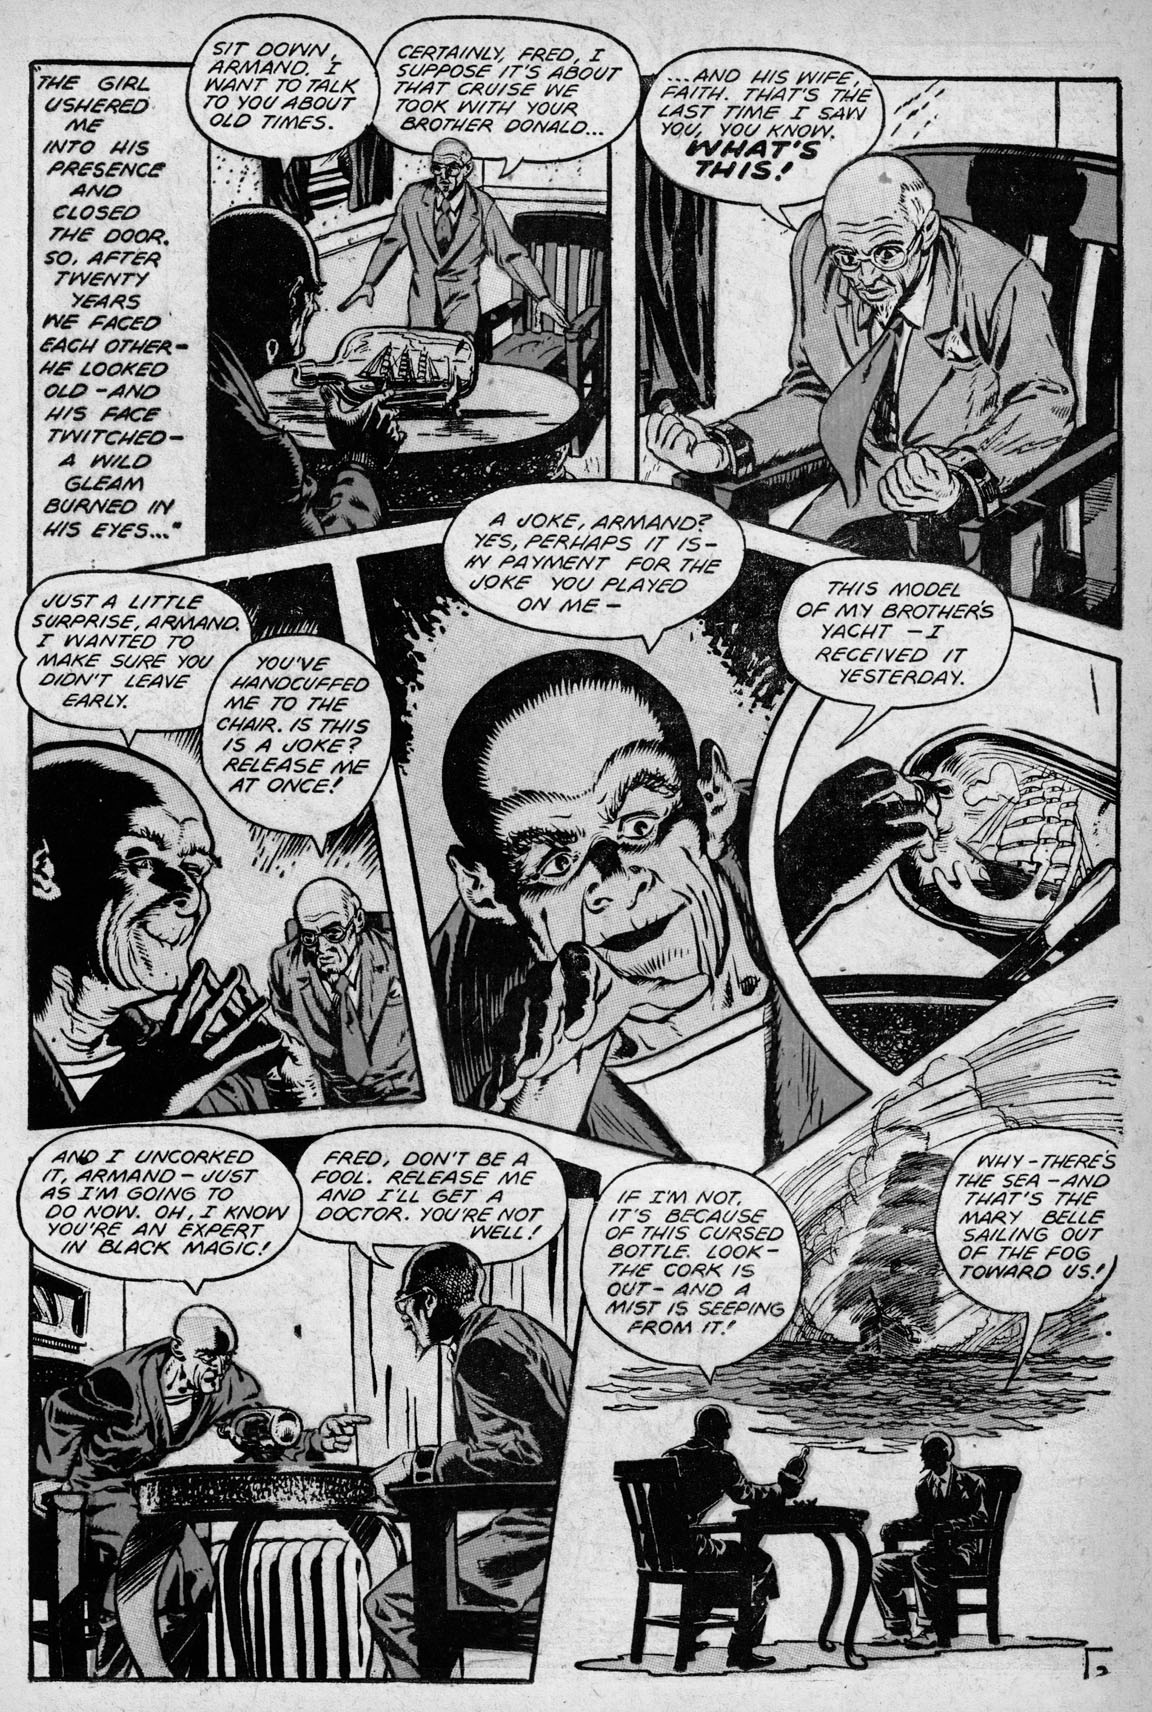 "THE GIRL
USHERED
ME
INTO HIS
PRESENCE
AND
CLOSED
THE DOOR.
SO, AFTER
TWENTY
YEARS
WE FACED
EACH OTHER—
HE LOOKED
OLD—AND
HIS FACE
TWITCHED—
A WILD
GLEAM
BURNED IN
HIS EYES..."
SIT DOWN,
ARMAND. I
WANT TO TALK
TO YOU ABOUT
OLD TIMES.
CERTAINLY, FRED, I
SUPPOSE IT'S ABOUT
THAT CRUISE WE
TOOK WITH YOUR
BROTHER DONALD...
...AND HIS WIFE,
FAITH. THAT'S THE
LAST TIME I SAW
YOU, YOU KNOW.
WHAT'S
THIS!
JUST A LITTLE
SURPRISE, ARMAND.
I WANTED TO
MAKE SURE YOU
DIDN'T LEAVE
EARLY.
YOU'VE
HANDCUFFED
ME TO THE
CHAIR. IS THIS
IS A JOKE?
RELEASE ME
AT ONCE!
A JOKE, ARMAND?
YES, PERHAPS IT IS—
IN PAYMENT FOR THE
JOKE YOU PLAYED
ON ME—
THIS MODEL
OF MY BROTHER'S
YACHT—I
RECEIVED IT
YESTERDAY.
AND I UNCORKED
IT, ARMAND—JUST
AS I'M GOING TO
DO NOW. OH, I KNOW
YOU'RE AN EXPERT
IN BLACK MAGIC!
FRED, DON'T BE A
FOOL. RELEASE ME
AND I'LL GET A
DOCTOR. YOU'RE NOT
WELL!
IF I'M NOT,
IT'S BECAUSE
OF THIS CURSED
BOTTLE. LOOK—
THE CORK IS
OUT—AND A
MIST IS SEEPING
FROM IT!
WHY—THERE'S
THE SEA—AND
THAT'S THE
MARY BELLE
SAILING OUT
OF THE FOG
TOWARD US!
2